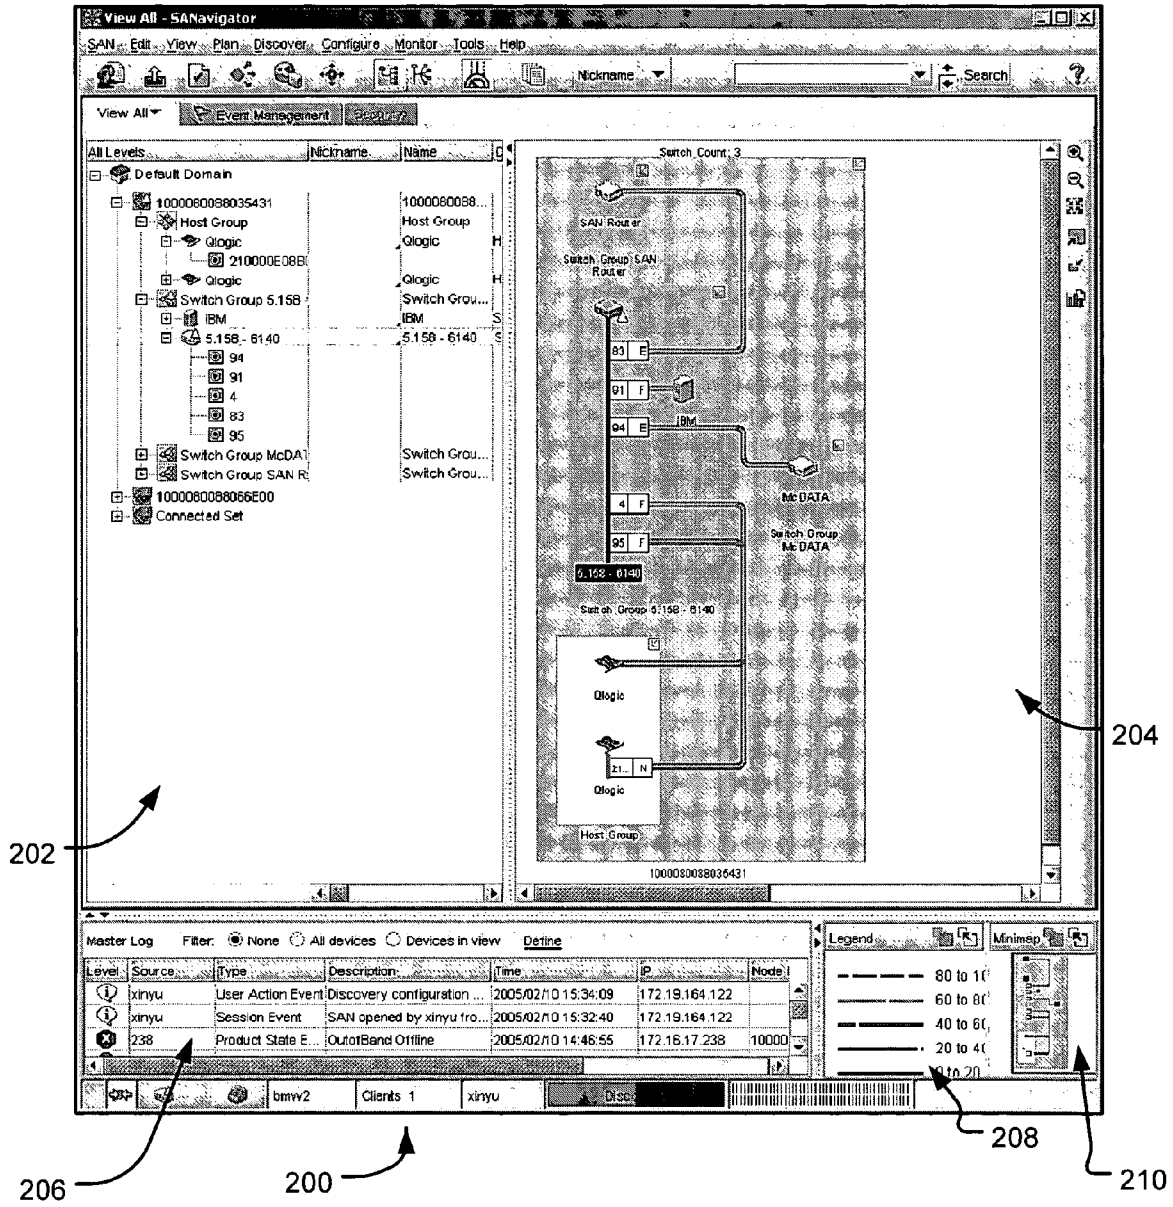 View All - SANavigator
SAN Edit View Plan Discover Configure Monitor Tools Help
Nickname Search ?
View All Event Management
All Levels Nickname Name
Default Domain
1000080088035431 1000080088...
Host Group Host Group
Qlogic Qlogic H
210000E08B
Qlogic Qlogic H
Switch Group 5.158 Switch Grou...
IBM IBM S
5.158 - 6140 5.158 - 6140 S
94
91
4
83
95
Switch Group McDAT Switch Grou...
Switch Group SAN R Switch Grou...
1000080088066E00
Connected Set
Switch Count: 3
SAN Router
Switch Group SAN
Router
83 E
91 F
IBM
94 E
McDATA
4 F
Switch Group
McDATA
95 F
5.158 - 6140
Switch Group 5.158 - 6140
Qlogic
21... N
Qlogic
Host Group
1000080088035431
202
204
Master Log Filter: None All devices Devices in view Define
Level Source Type Description Time IP Node
xinyu User Action Event Discovery configuration ... 2005/02/10 15:34:09 172.19.164.122
xinyu Session Event SAN opened by xinyu fro... 2005/02/10 15:32:40 172.19.164.122
238 Product State E... OutofBand Offline 2005/02/10 14:46:55 172.16.17.238 10000
Legend
80 to 10
60 to 80
40 to 60
20 to 40
0 to 20
Minimap
bmw2 Clients 1 xinyu Disc
206
200
208
210